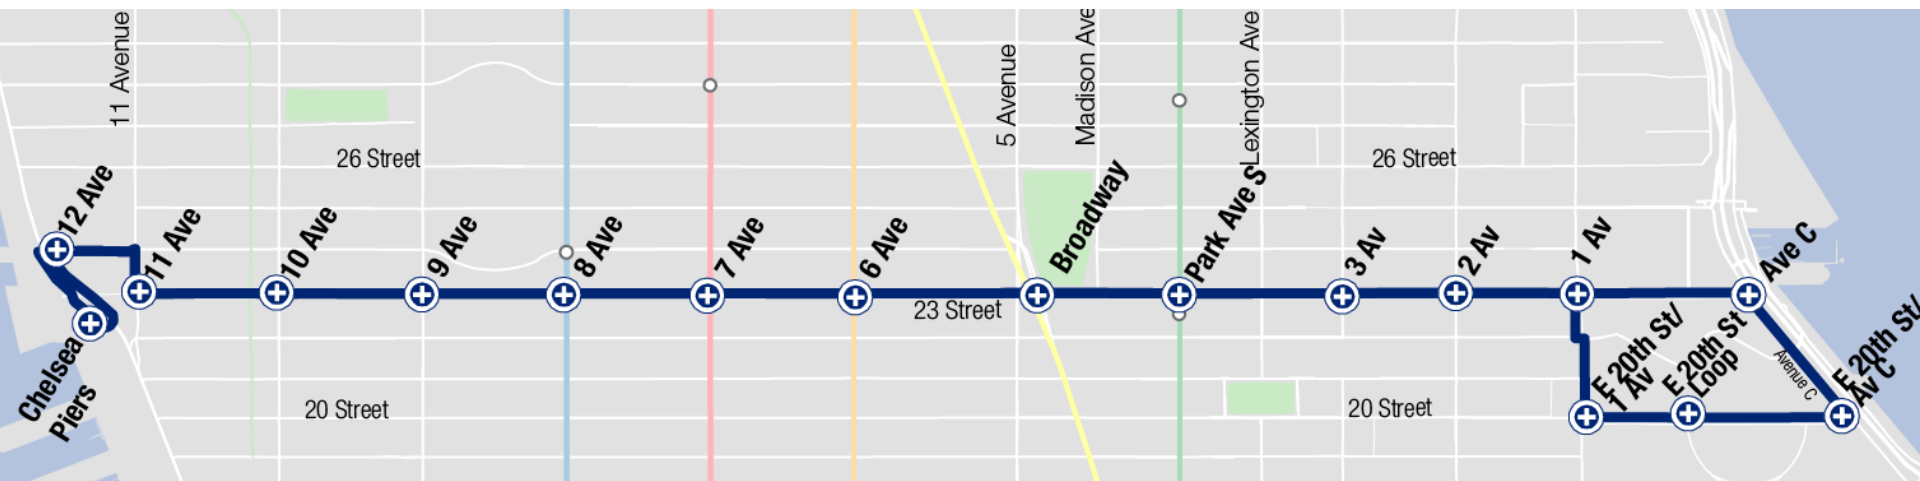 11 Avenue
5 Avenue
Madison Ave
Lexington Ave
26 Street
26 Street
12 Ave
11 Ave
10 Ave
9 Ave
8 Ave
7 Ave
6 Ave
Broadway
Park Ave S
3 Av
2 Av
1 Av
Ave C
23 Street
Chelsea
Piers
E 20th St/
1 Av
E 20th St
Loop
Avenue C
E 20th St/
Av C
20 Street
20 Street